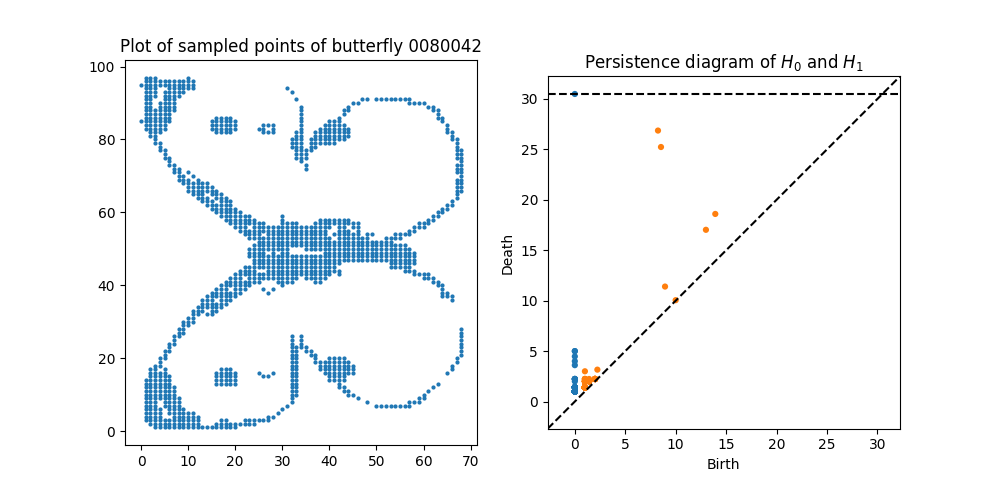 Plot of sampled points of butterfly 0080042
100
80
60
40
20
0
0 10 20 30 40 50 60 70
Persistence diagram of H₀ and H₁
Death
30
25
20
15
10
5
0
0 5 10 15 20 25 30
Birth